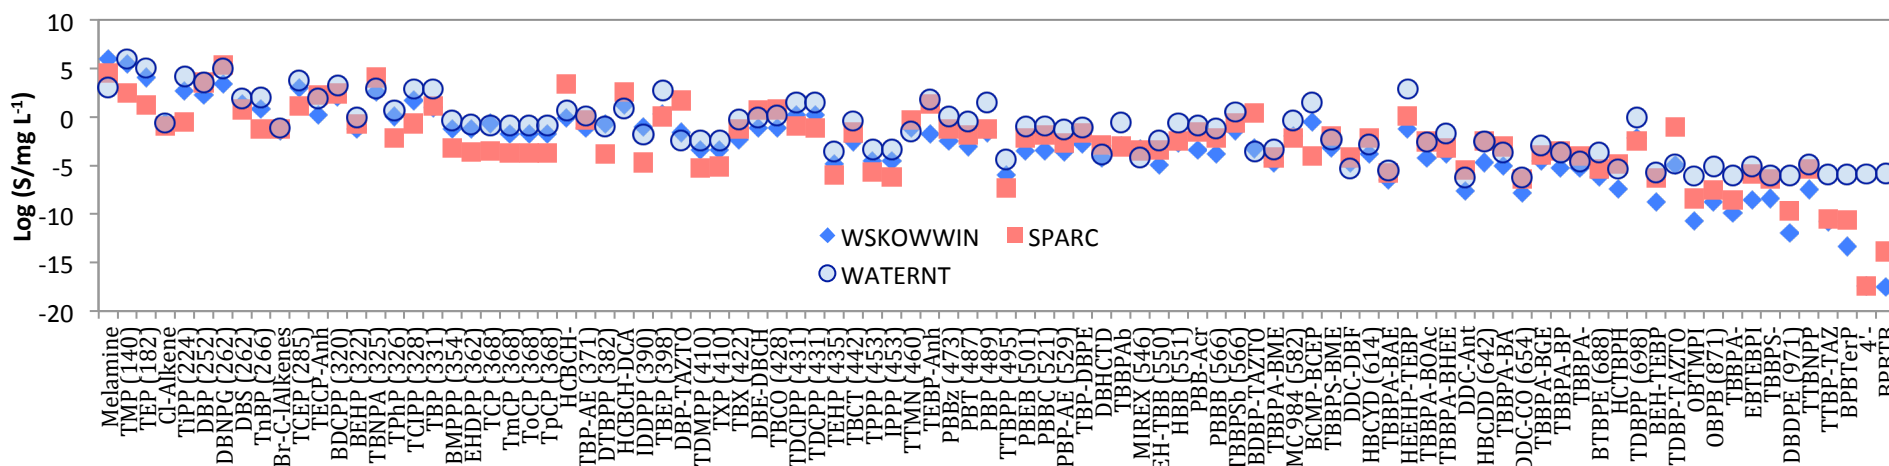 10
5
0
-5
-10
-15
-20
Log (S/mg L-1)
WSKOWWIN
SPARC
WATERNT
Melamine
TMP (140)
TEP (182)
Cl-Alkene
TiPP (224)
DBP (252)
DBNPG (262)
DBS (262)
TnBP (266)
Br-C-lAlkenes
TCEP (285)
TECP-Anh
BDCPP (320)
BEHP (322)
TBNPA (325)
TPhP (326)
TCIPP (328)
TBP (331)
BMPPP (354)
EHDPP (362)
TCP (368)
TmCP (368)
ToCP (368)
TpCP (368)
HCBCH-
TBP-AE (371)
DTBPP (382)
HCBCH-DCA
IDDPP (390)
TBEP (398)
DBP-TAZTO
TDMPP (410)
TXP (410)
TBX (422)
DBE-DBCH
TBCO (428)
TDCIPP (431)
TDCPP (431)
TEHP (435)
TBCT (442)
TPPP (453)
IPPP (453)
TTMN (460)
TEBP-Anh
PBBz (473)
PBT (487)
PBP (489)
TTBPP (495)
PBEB (501)
PBBC (521)
PBP-AE (529)
TBP-DBPE
DBHCTD
TBBPAb
MIREX (546)
EH-TBB (550)
HBB (551)
PBB-Acr
PBBB (566)
TBBPSb (566)
BDBP-TAZTO
TBBPA-BME
MC 984 (582)
BCMP-BCEP
TBBPS-BME
DDC-DBF
HBCYD (614)
TBBPA-BAE
HEEHP-TEBP
TBBPA-BOAc
TBBPA-BHEE
DDC-Ant
HBCDD (642)
TBBPA-BA
DDC-CO (654)
TBBPA-BGE
TBBPA-BP
TBBPA-
BTBPE (688)
HCTBPH
TDBPP (698)
BEH-TEBP
TDBP-TAZTO
OBTMPI
OBPB (871)
TBBPA-
EBTEBPI
TBBPS-
DBDPE (971)
TTBNPP
TTBP-TAZ
BPBTerP
4'-